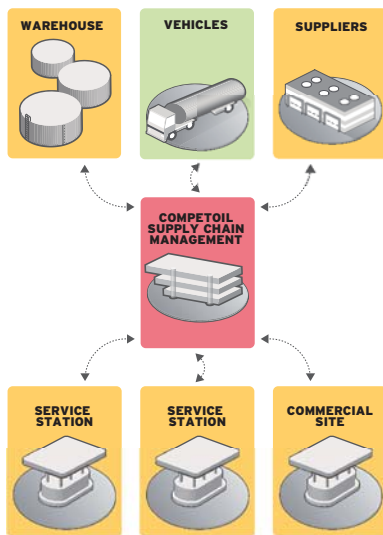 WAREHOUSE
VEHICLES
SUPPLIERS
COMPETOIL
SUPPLY CHAIN
MANAGEMENT
SERVICE
STATION
SERVICE
STATION
COMMERCIAL
SITE